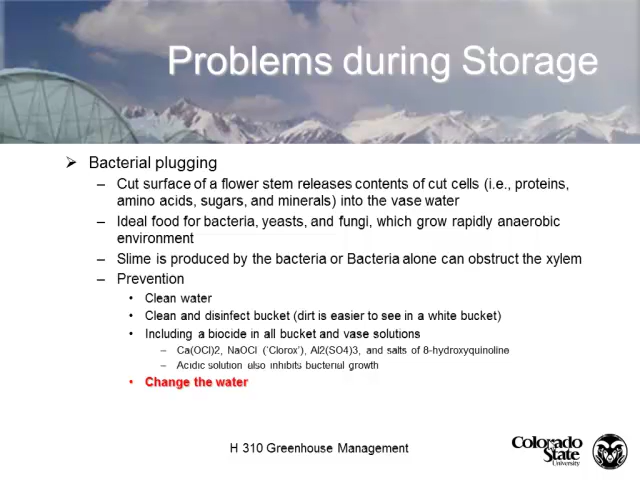 Problems during Storage
➢ Bacterial plugging
– Cut surface of a flower stem releases contents of cut cells (i.e., proteins,
amino acids, sugars, and minerals) into the vase water
– Ideal food for bacteria, yeasts, and fungi, which grow rapidly anaerobic
environment
– Slime is produced by the bacteria or Bacteria alone can obstruct the xylem
– Prevention
• Clean water
• Clean and disinfect bucket (dirt is easier to see in a white bucket)
• Including a biocide in all bucket and vase solutions
– Ca(OCl)2, NaOCl ('Clorox'), Al2(SO4)3, and salts of 8-hydroxyquinoline
– Acidic solution also inhibits bacterial growth
• Change the water
H 310 Greenhouse Management
Colorado
State
University